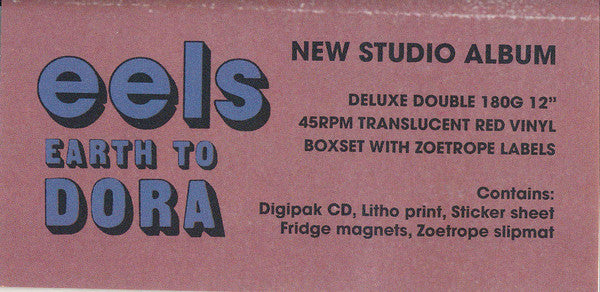 eels
EARTH TO
DORA
NEW STUDIO ALBUM
DELUXE DOUBLE 180G 12”
45RPM TRANSLUCENT RED VINYL
BOXSET WITH ZOETROPE LABELS
Contains:
Digipak CD, Litho print, Sticker sheet
Fridge magnets, Zoetrope slipmat